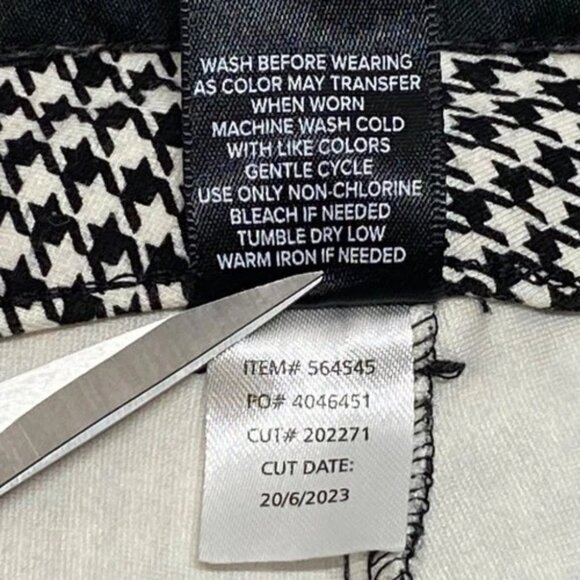 WASH BEFORE WEARING
AS COLOR MAY TRANSFER
WHEN WORN
MACHINE WASH COLD
WITH LIKE COLORS
GENTLE CYCLE
USE ONLY NON-CHLORINE
BLEACH IF NEEDED
TUMBLE DRY LOW
WARM IRON IF NEEDED
ITEM# 564545
PO# 4046451
CUT# 202271
CUT DATE:
20/6/2023